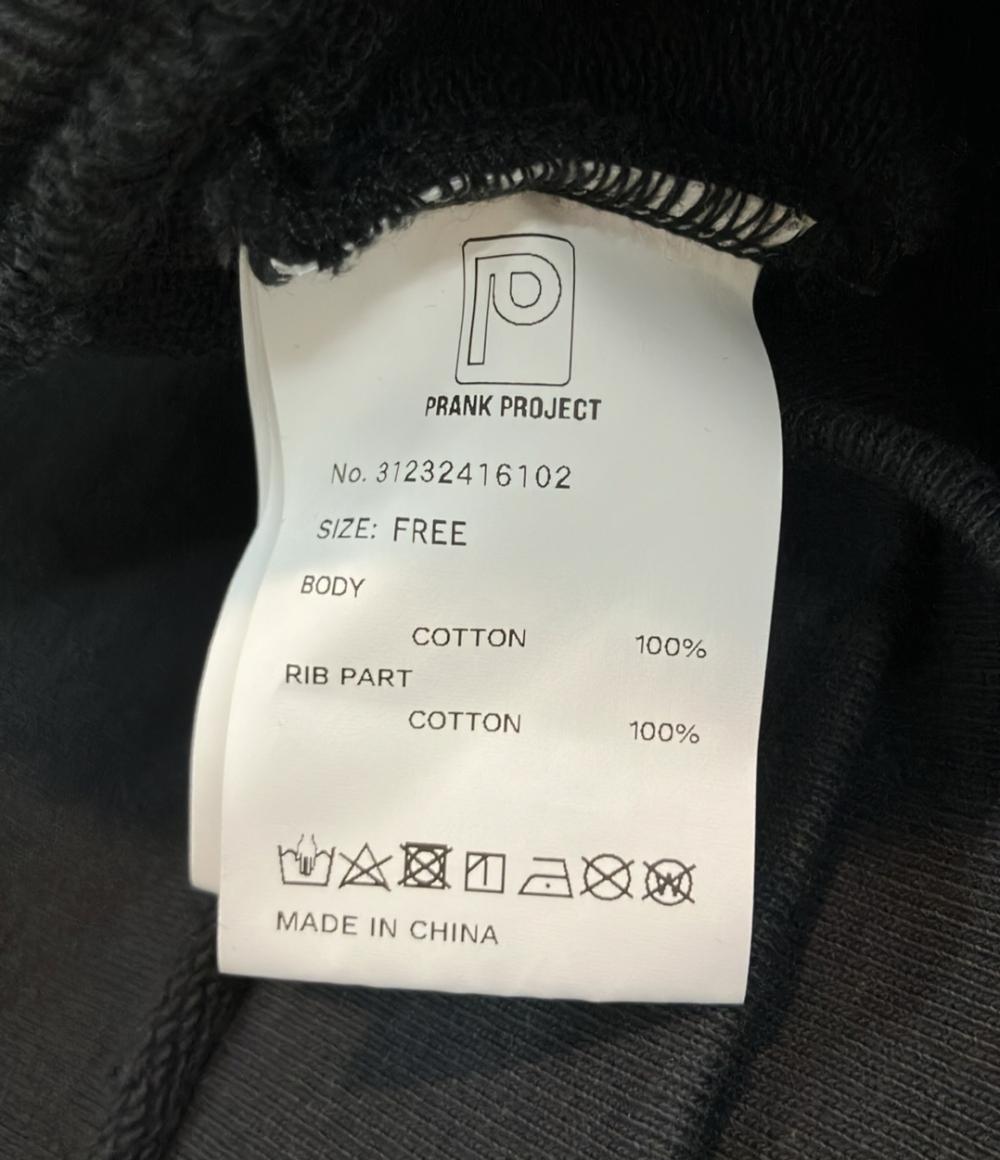 PRANK PROJECT
No. 31232416102
SIZE: FREE
BODY
COTTON 100%
RIB PART
COTTON 100%
MADE IN CHINA